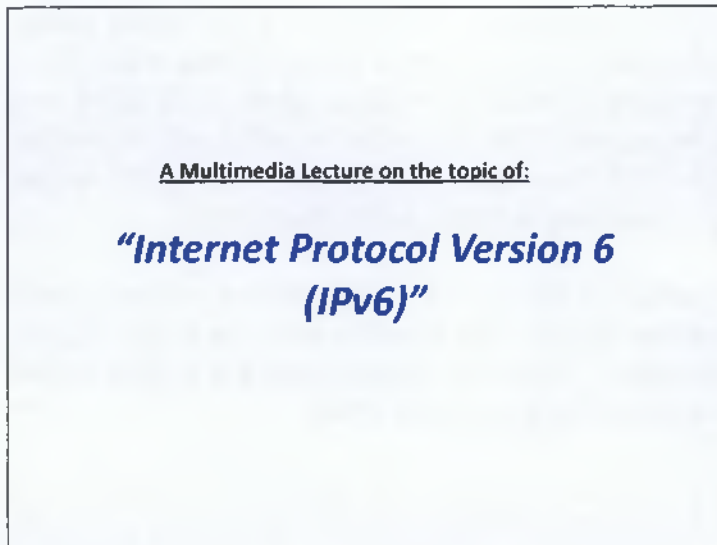 A Multimedia Lecture on the topic of:
“Internet Protocol Version 6
(IPv6)”